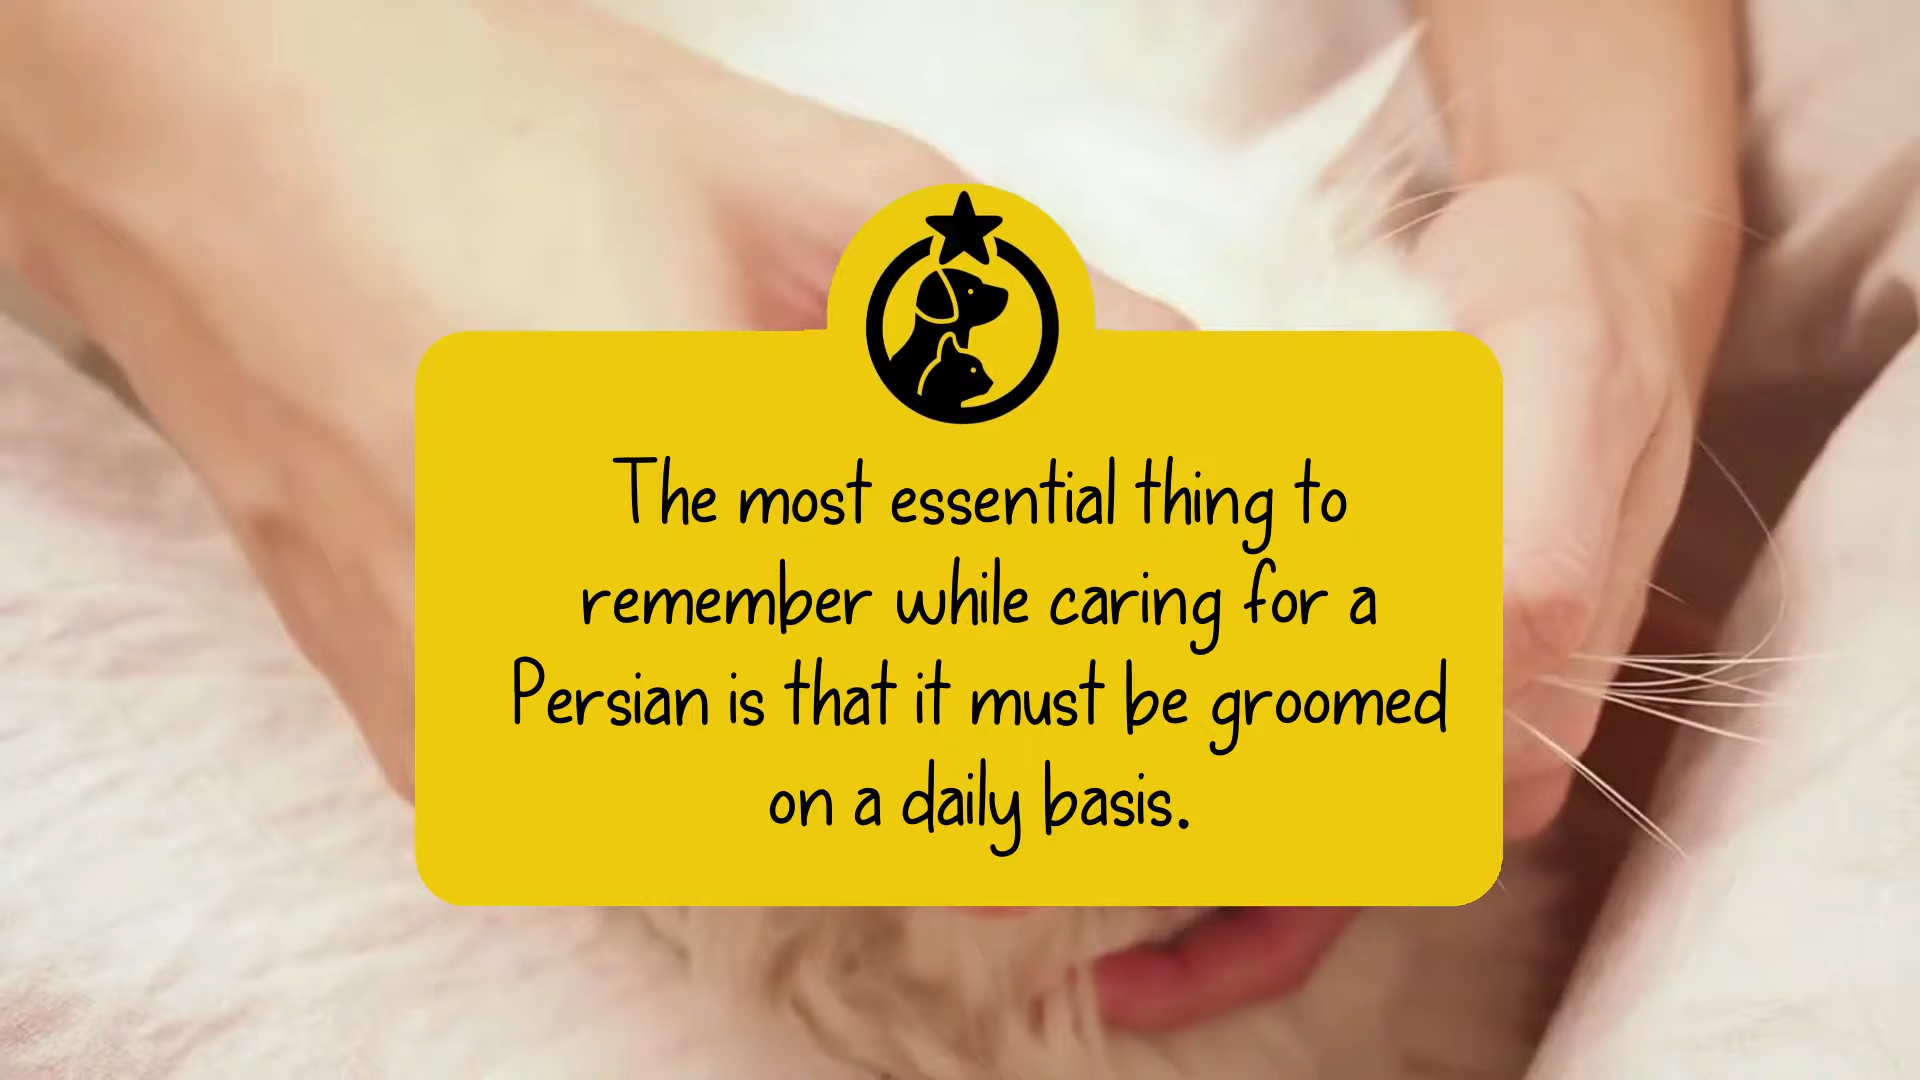 The most essential thing to
remember while caring for a
Persian is that it must be groomed
on a daily basis.